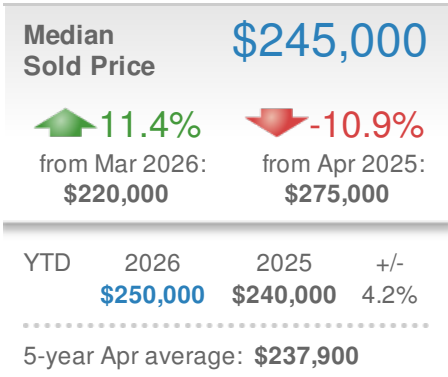 Median Sold Price $245,000
11.4% -10.9%
from Mar 2026: from Apr 2025:
$220,000 $275,000
YTD 2026 2025 +/-
$250,000 $240,000 4.2%
5-year Apr average: $237,900